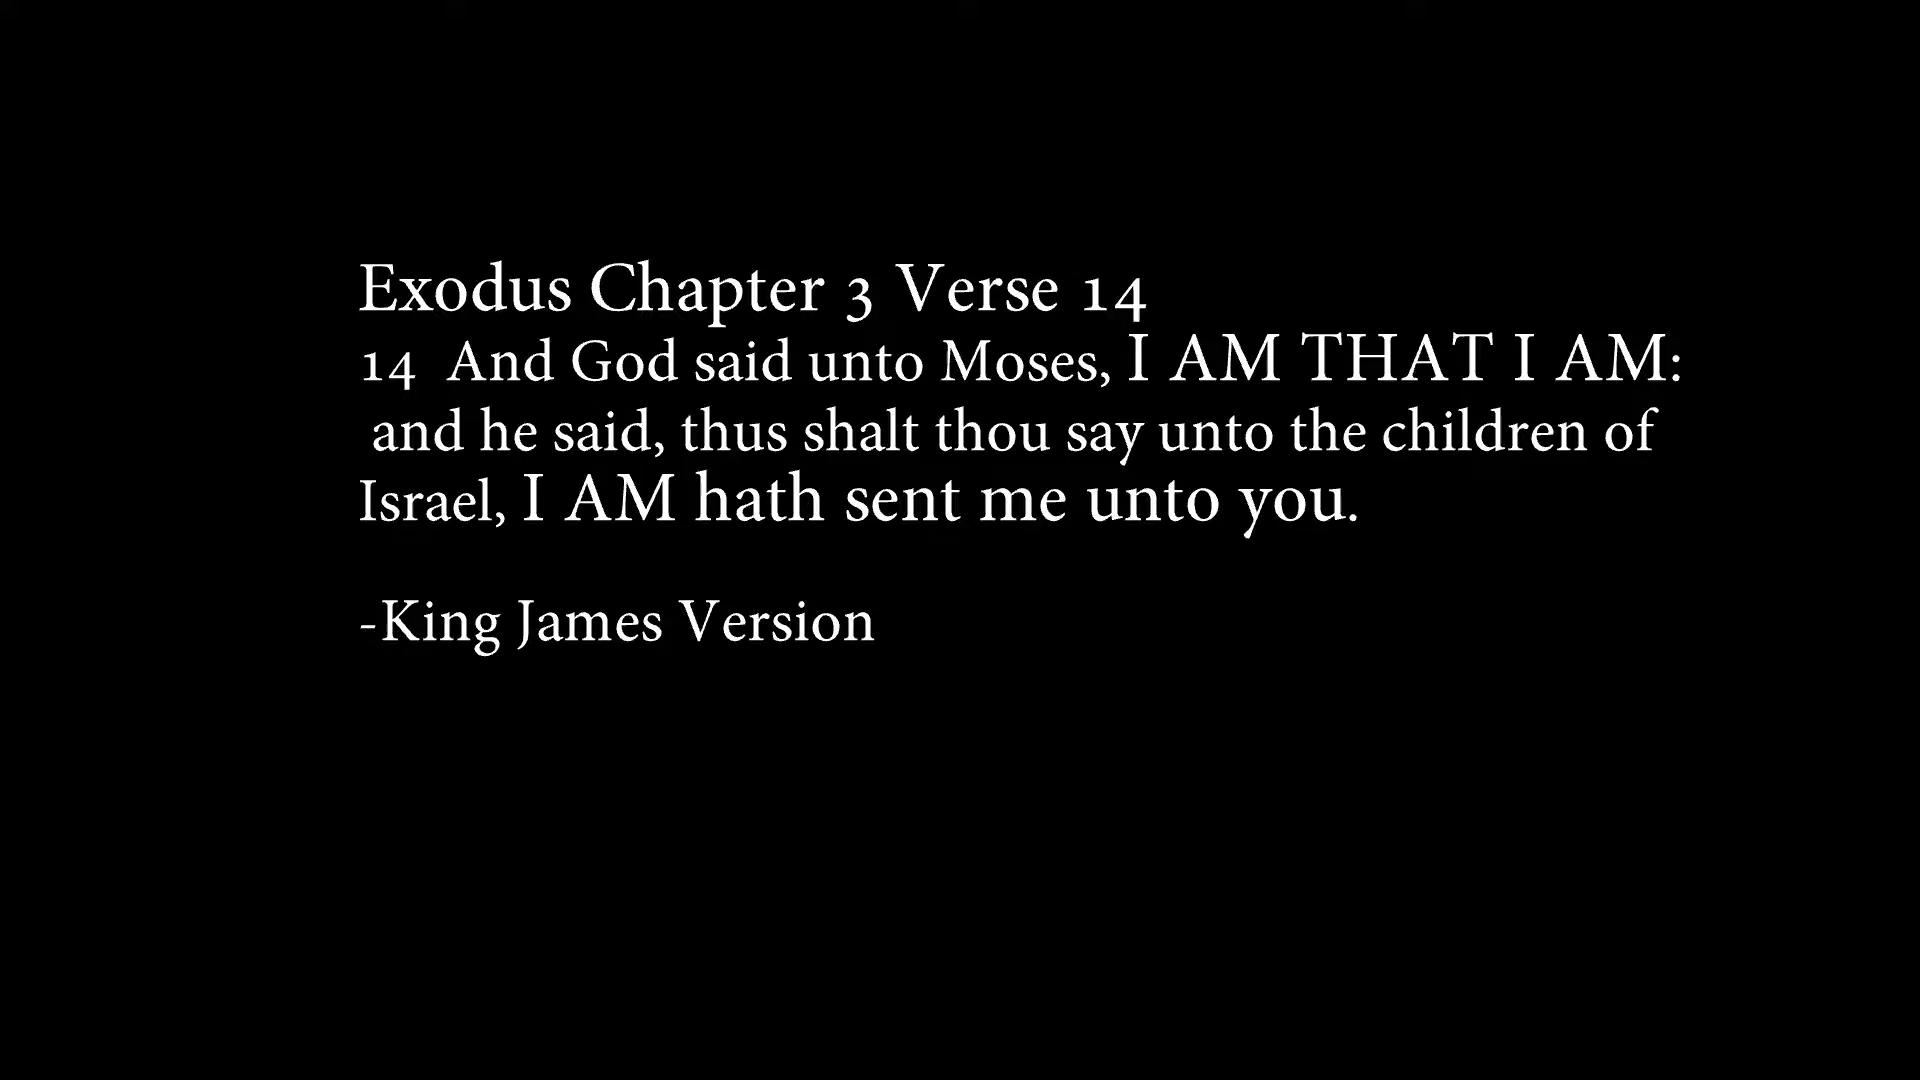 Exodus Chapter 3 Verse 14
14 And God said unto Moses, I AM THAT I AM:
and he said, thus shalt thou say unto the children of
Israel, I AM hath sent me unto you.
-King James Version